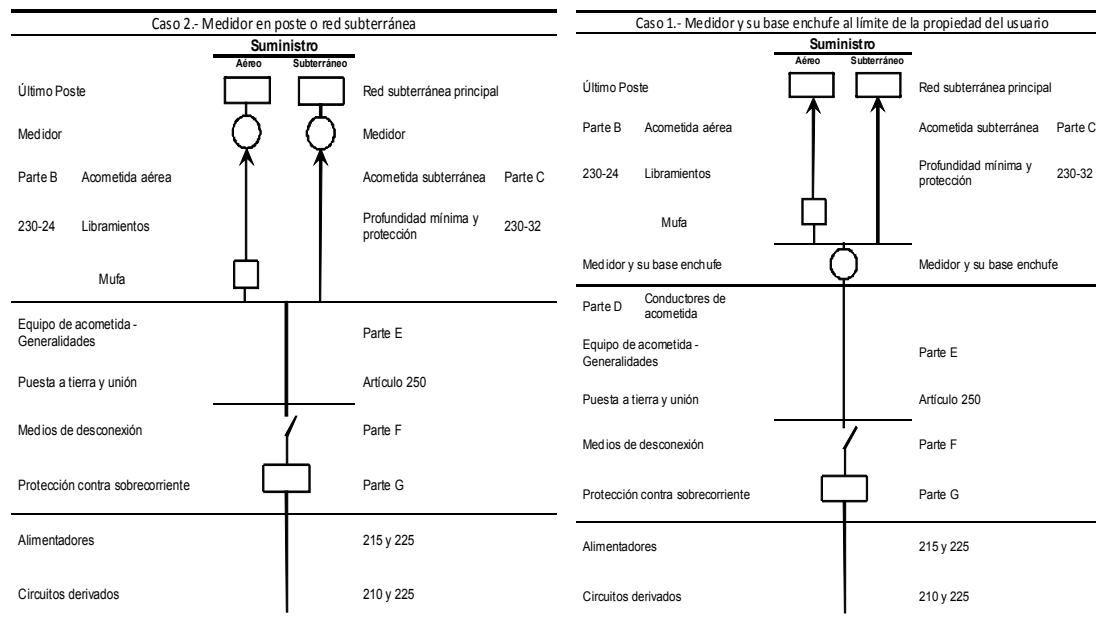 Caso 2.- Medidor en poste o red subterránea
Suministro
Aéreo Subterráneo
Último Poste Red subterránea principal
Medidor Medidor
Parte B Acometida aérea Acometida subterránea Parte C
230-24 Libramientos Profundidad mínima y
protección 230-32
Mufa
Equipo de acometida -
Generalidades Parte E
Puesta a tierra y unión Artículo 250
Medios de desconexión Parte F
Protección contra sobrecorriente Parte G
Alimentadores 215 y 225
Circuitos derivados 210 y 225
Caso 1.- Medidor y su base enchufe al límite de la propiedad del usuario
Suministro
Aéreo Subterráneo
Último Poste Red subterránea principal
Parte B Acometida aérea Acometida subterránea Parte C
230-24 Libramientos Profundidad mínima y
protección 230-32
Mufa
Medidor y su base enchufe Medidor y su base enchufe
Parte D Conductores de
acometida
Equipo de acometida -
Generalidades Parte E
Puesta a tierra y unión Artículo 250
Medios de desconexión Parte F
Protección contra sobrecorriente Parte G
Alimentadores 215 y 225
Circuitos derivados 210 y 225